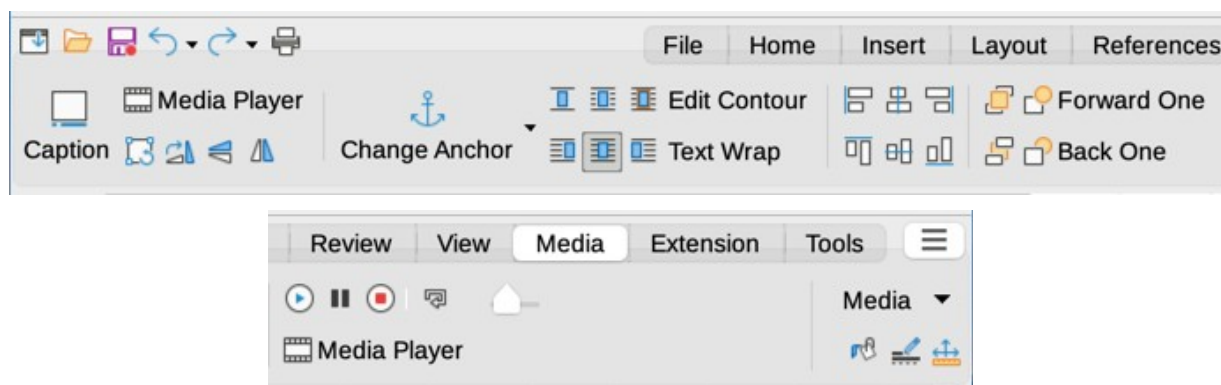 File Home Insert Layout References
Media Player Edit Contour Forward One
Caption Change Anchor Text Wrap Back One
Review View Media Extension Tools
Media
Media Player